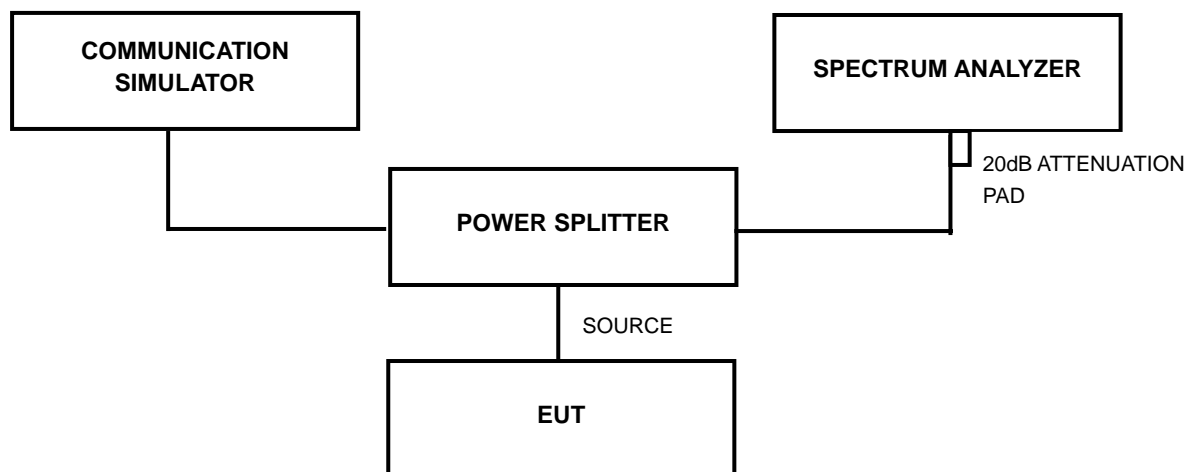 COMMUNICATION
SIMULATOR
SPECTRUM ANALYZER
20dB ATTENUATION
PAD
POWER SPLITTER
SOURCE
EUT